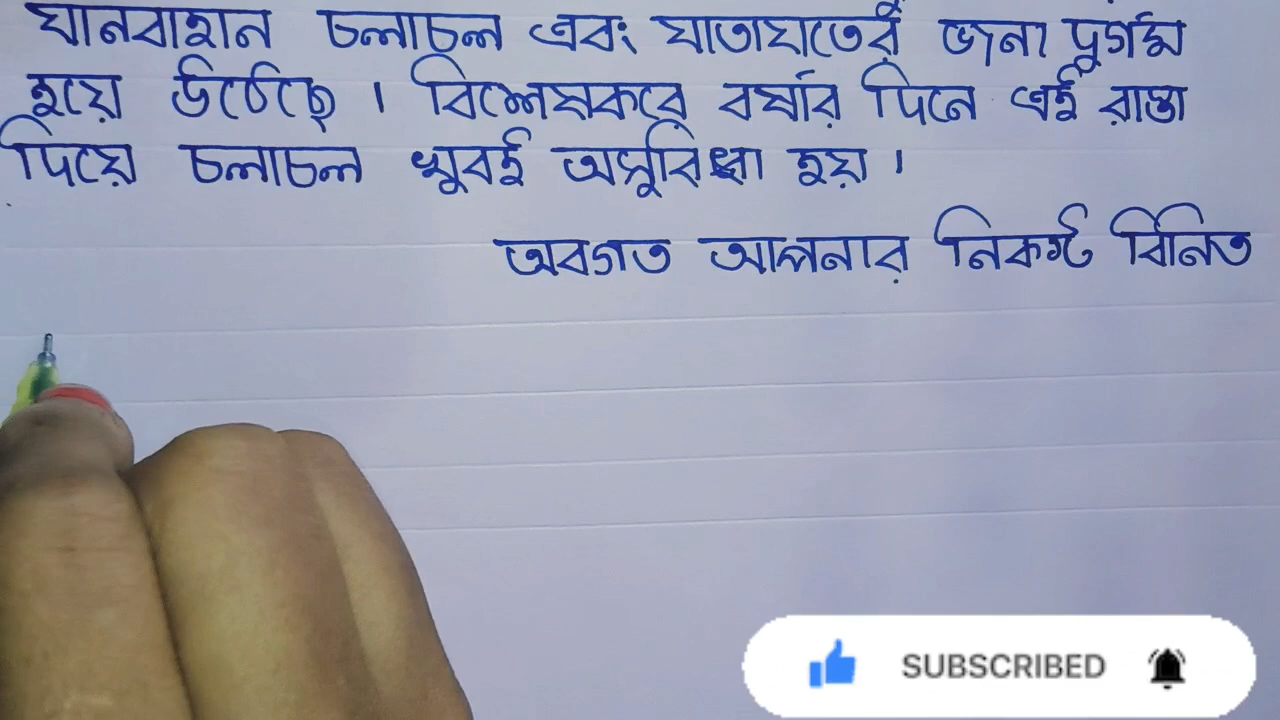 যানবাহন চলাচল এবং যাতায়াতের জন্য দুর্গম
হয়ে উঠেছে । বিশেষকরে বর্ষার দিনে এই রাস্তা
দিয়ে চলাচল খুবই অসুবিধা হয় ।
অবগত আপনার নিকট বিনিত
SUBSCRIBED